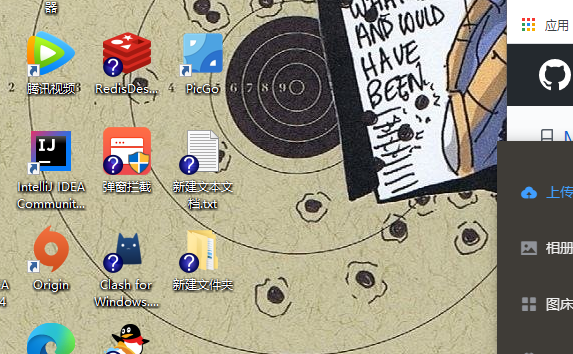 器
腾讯视频
RedisDes...
PicGo
IntelliJ IDEA
Communit...
弹窗拦截
新建文本文
档.txt
Origin
Clash for
Windows....
新建文件夹
2
3
4
6 7 8 9
AND WOULD
HAVE
BEEN.
IJ
应用
上传
相册
图床